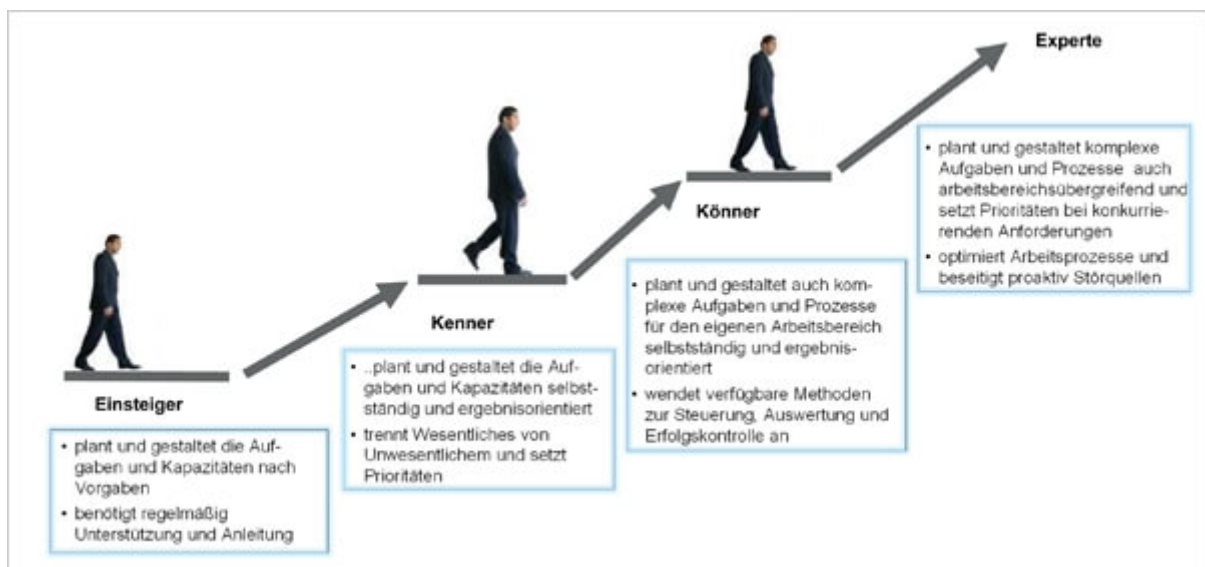 Einsteiger
• plant und gestaltet die Auf-
gaben und Kapazitäten nach
Vorgaben
• benötigt regelmäßig
Unterstützung und Anleitung
Kenner
• ..plant und gestaltet die Auf-
gaben und Kapazitäten selbst-
ständig und ergebnisorientiert
• trennt Wesentliches von
Unwesentlichem und setzt
Prioritäten
Könner
• plant und gestaltet auch kom-
plexe Aufgaben und Prozesse
für den eigenen Arbeitsbereich
selbstständig und ergebnis-
orientiert
• wendet verfügbare Methoden
zur Steuerung, Auswertung und
Erfolgskontrolle an
Experte
• plant und gestaltet komplexe
Aufgaben und Prozesse auch
arbeitsbereichsübergreifend und
setzt Prioritäten bei konkurrie-
renden Anforderungen
• optimiert Arbeitsprozesse und
beseitigt proaktiv Störquellen